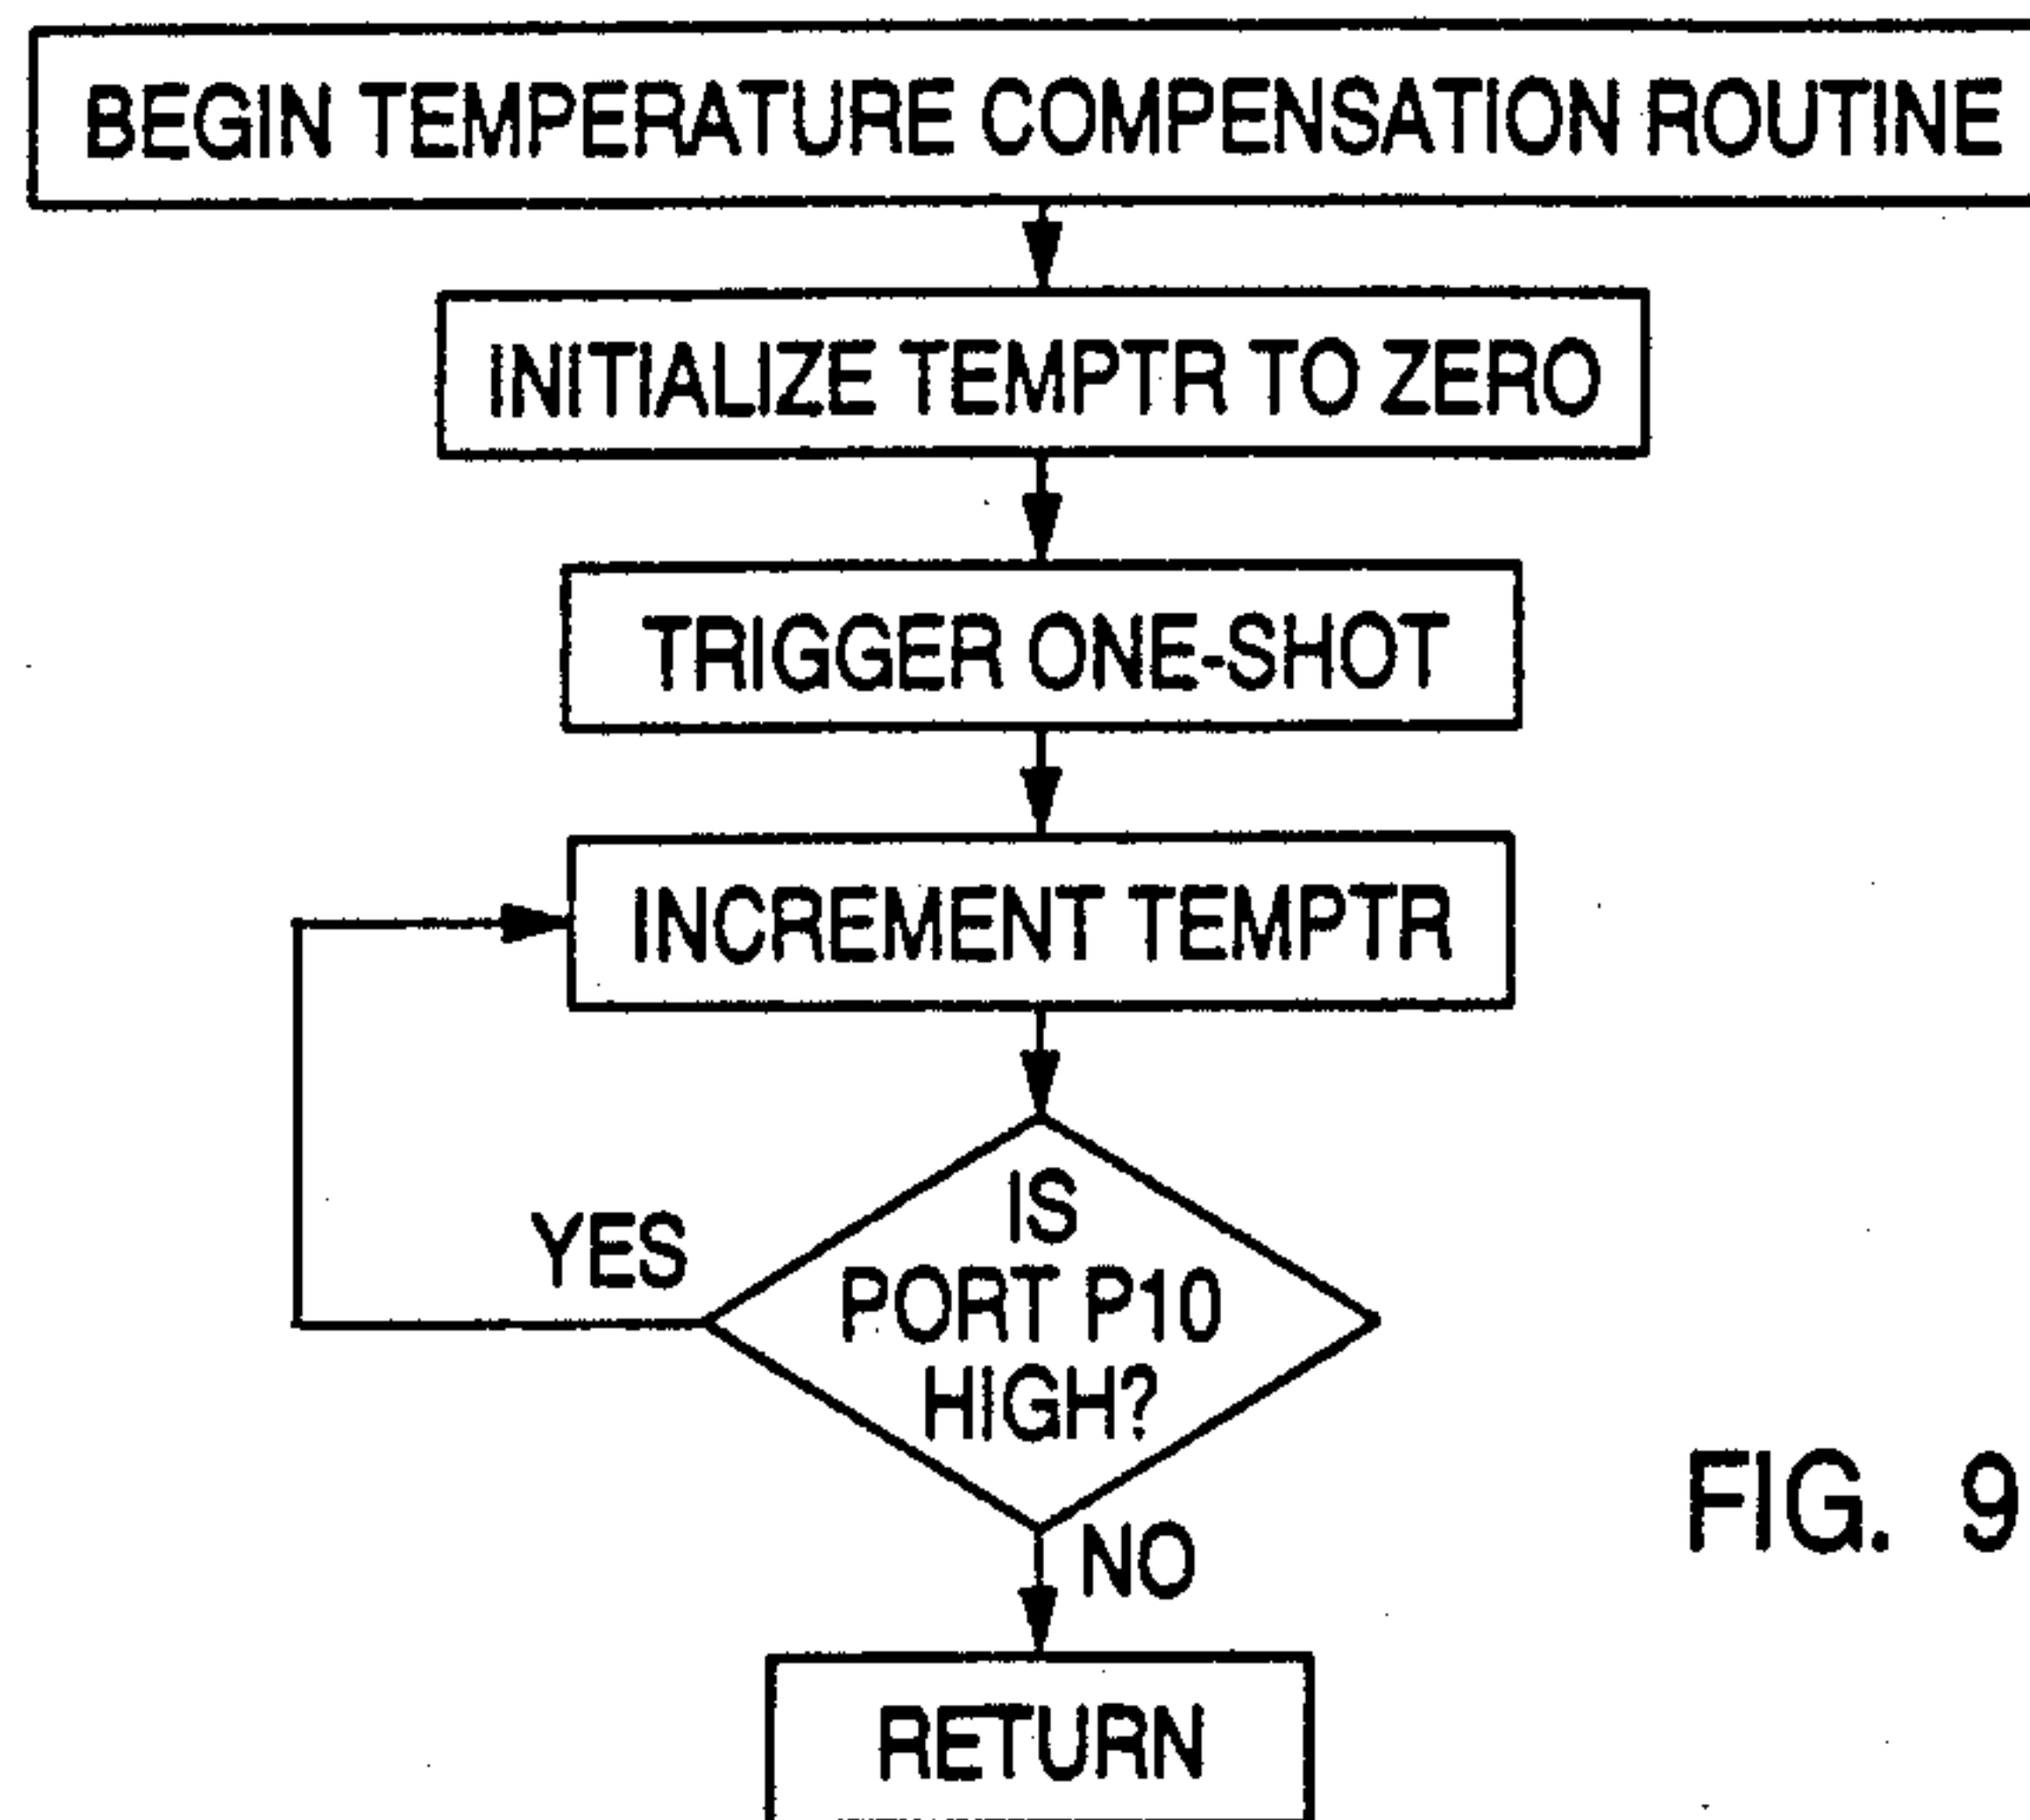 BEGIN TEMPERATURE COMPENSATION ROUTINE
INITIALIZE TEMPTR TO ZERO
TRIGGER ONE-SHOT
INCREMENT TEMPTR
IS
PORT P10
HIGH?
YES
NO
RETURN
FIG. 9